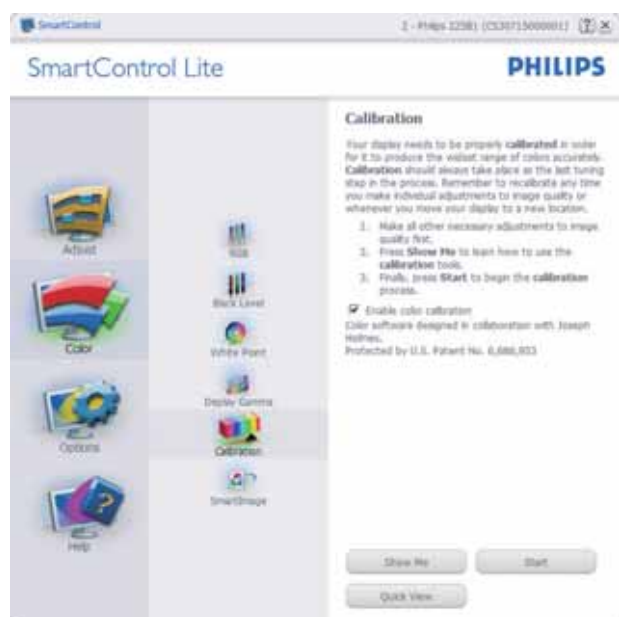 SmartControl
SmartControl Lite
PHILIPS
Adjust
Color
Options
Help
RGB
Black Level
White Point
Display Gamma
Calibration
SmartImage
Calibration
Your display needs to be properly calibrated in order
for it to produce the widest range of colors accurately.
Calibration should always take place as the last tuning
step in the process. Remember to recalibrate any time
you make individual adjustments to image quality or
whenever you move your display to a new location.
1. Make all other necessary adjustments to image
quality first.
2. Press Show Me to learn how to use the
calibration tools.
3. Finally, press Start to begin the calibration
process.
Enable color calibration
Color software designed in collaboration with Joseph
Holmes.
Protected by U.S. Patent No.
Show Me
Start
Quick View